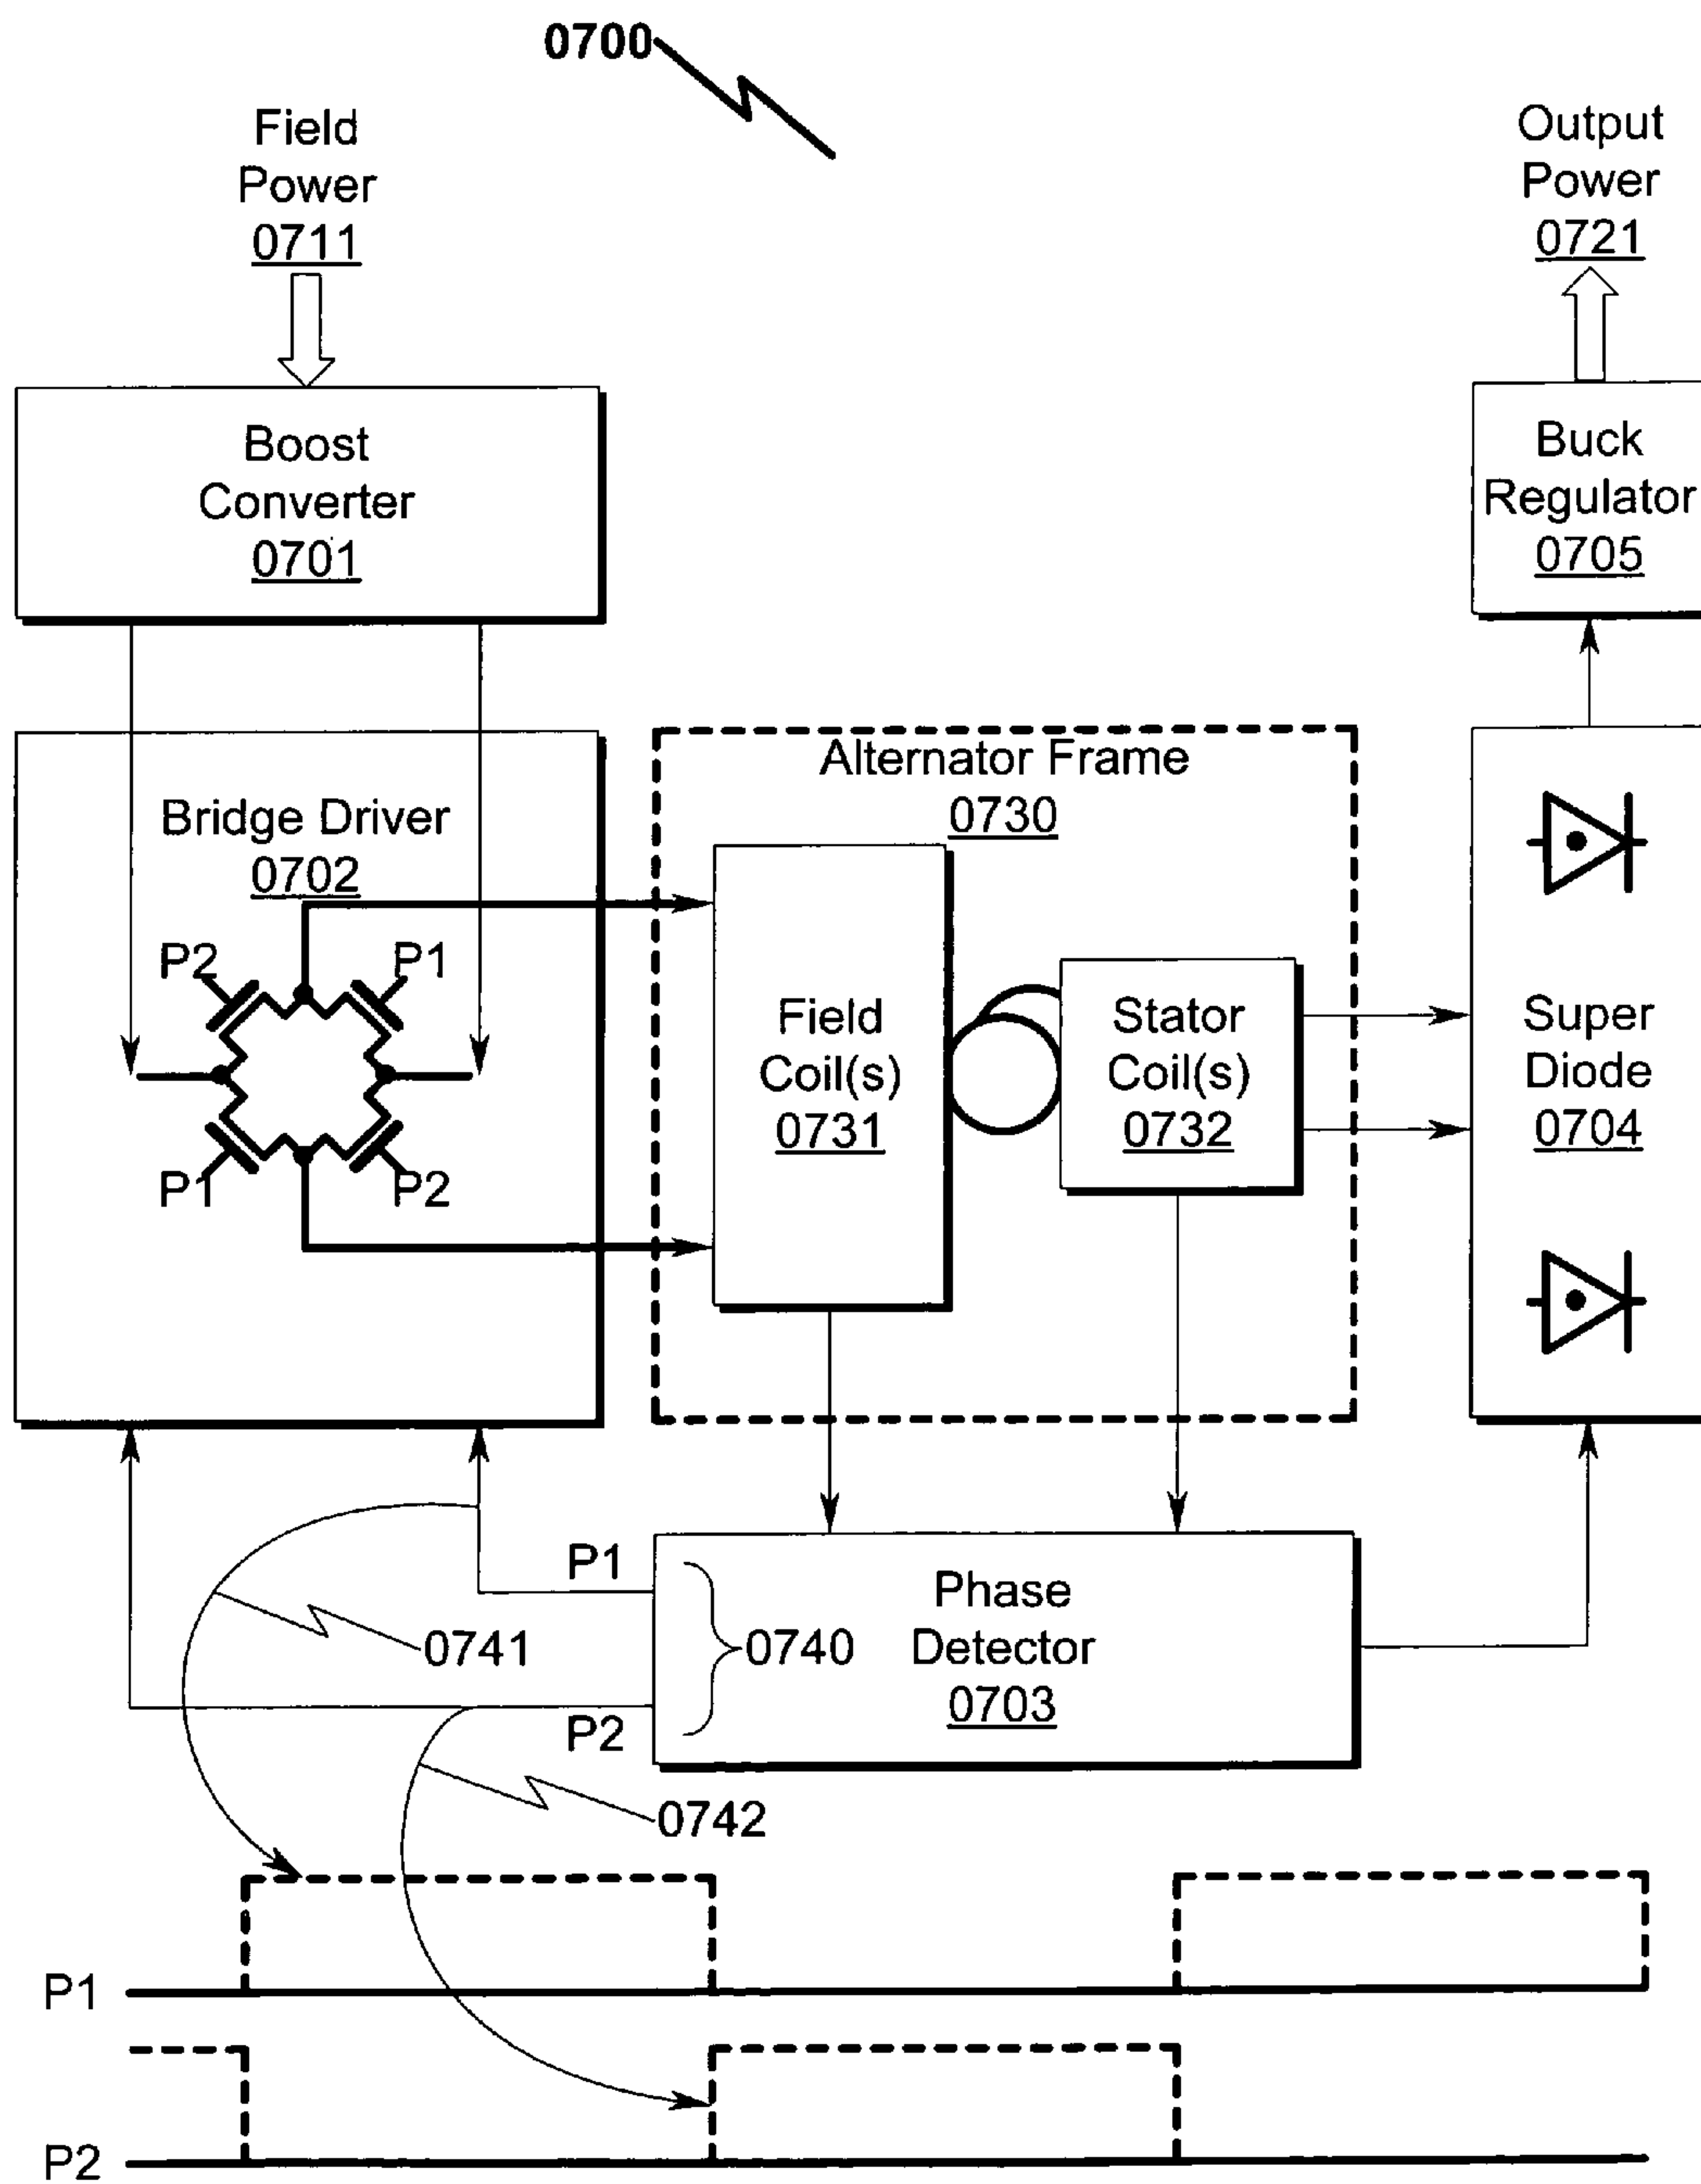 0700
Field
Power
0711
Output
Power
0721
Boost
Converter
0701
Buck
Regulator
0705
Bridge Driver
0702
P2
P1
P1
P2
Alternator Frame
0730
Field
Coil(s)
0731
Stator
Coil(s)
0732
Super
Diode
0704
P1
P2
0740
Phase
Detector
0703
0741
0742
P1
P2